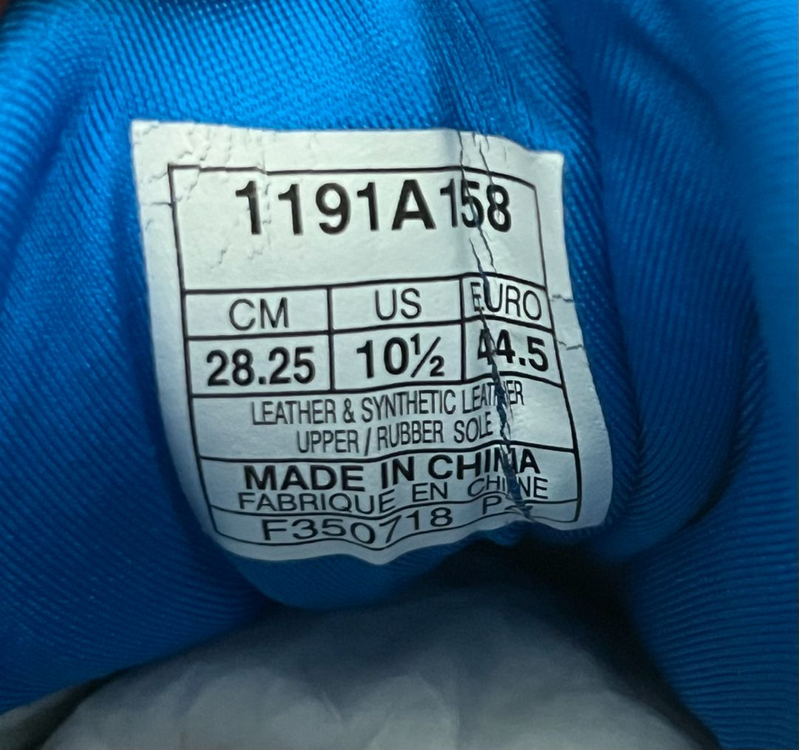 1191A158
CM US EURO
28.25 10½ 44.5
LEATHER & SYNTHETIC LEATHER
UPPER / RUBBER SOLE
MADE IN CHINA
FABRIQUE EN CHINE
F350718